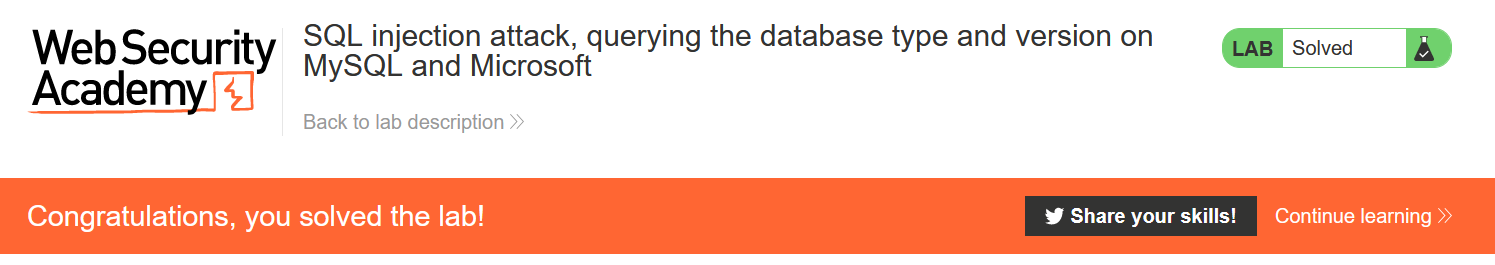 Web Security
Academy
SQL injection attack, querying the database type and version on
MySQL and Microsoft
Back to lab description
LAB Solved
Congratulations, you solved the lab!
Share your skills!
Continue learning